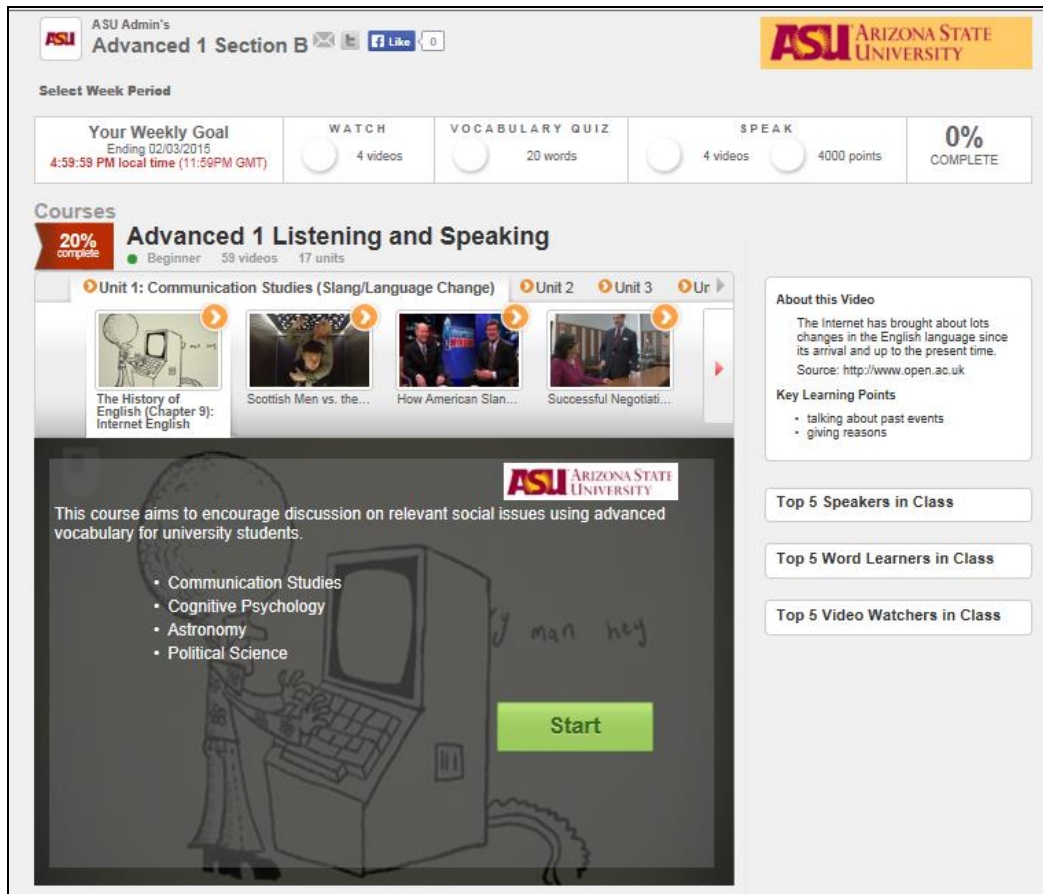 ASU
ASU Admin's
Advanced 1 Section B
Like 0
ASU ARIZONA STATE
UNIVERSITY
Select Week Period
Your Weekly Goal
Ending 02/03/2015
4:59:59 PM local time (11:59PM GMT)
WATCH
4 videos
VOCABULARY QUIZ
20 words
SPEAK
4 videos
4000 points
0%
COMPLETE
Courses
20%
complete
Advanced 1 Listening and Speaking
Beginner 59 videos 17 units
Unit 1: Communication Studies (Slang/Language Change)
Unit 2
Unit 3
Un
The History of
English (Chapter 9):
Internet English
Scottish Men vs. the...
How American Slan...
Successful Negotiati...
ASU ARIZONA STATE
UNIVERSITY
This course aims to encourage discussion on relevant social issues using advanced
vocabulary for university students.
• Communication Studies
• Cognitive Psychology
• Astronomy
• Political Science
man hey
Start
About this Video
The Internet has brought about lots
changes in the English language since
its arrival and up to the present time.
Source: http://www.open.ac.uk
Key Learning Points
• talking about past events
• giving reasons
Top 5 Speakers in Class
Top 5 Word Learners in Class
Top 5 Video Watchers in Class